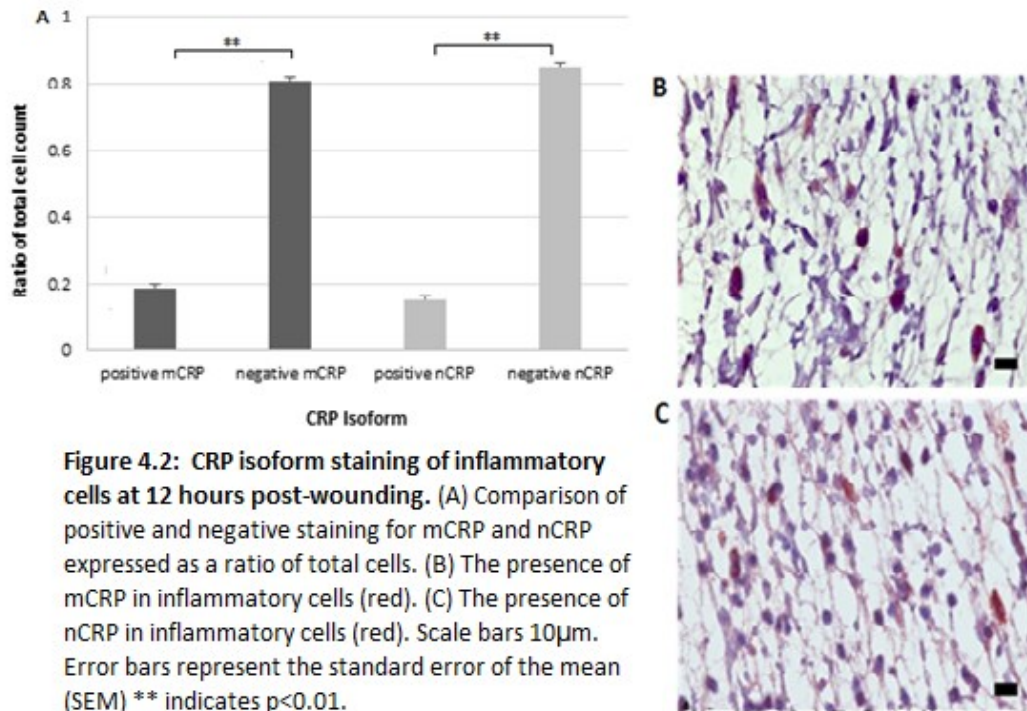 A
1
0.8
0.6
0.4
0.2
0
Ratio of total cell count
**
**
positive mCRP negative mCRP positive nCRP negative nCRP
CRP Isoform
B
C
Figure 4.2: CRP isoform staining of inflammatory
cells at 12 hours post-wounding. (A) Comparison of
positive and negative staining for mCRP and nCRP
expressed as a ratio of total cells. (B) The presence of
mCRP in inflammatory cells (red). (C) The presence of
nCRP in inflammatory cells (red). Scale bars 10µm.
Error bars represent the standard error of the mean
(SEM) ** indicates p<0.01.